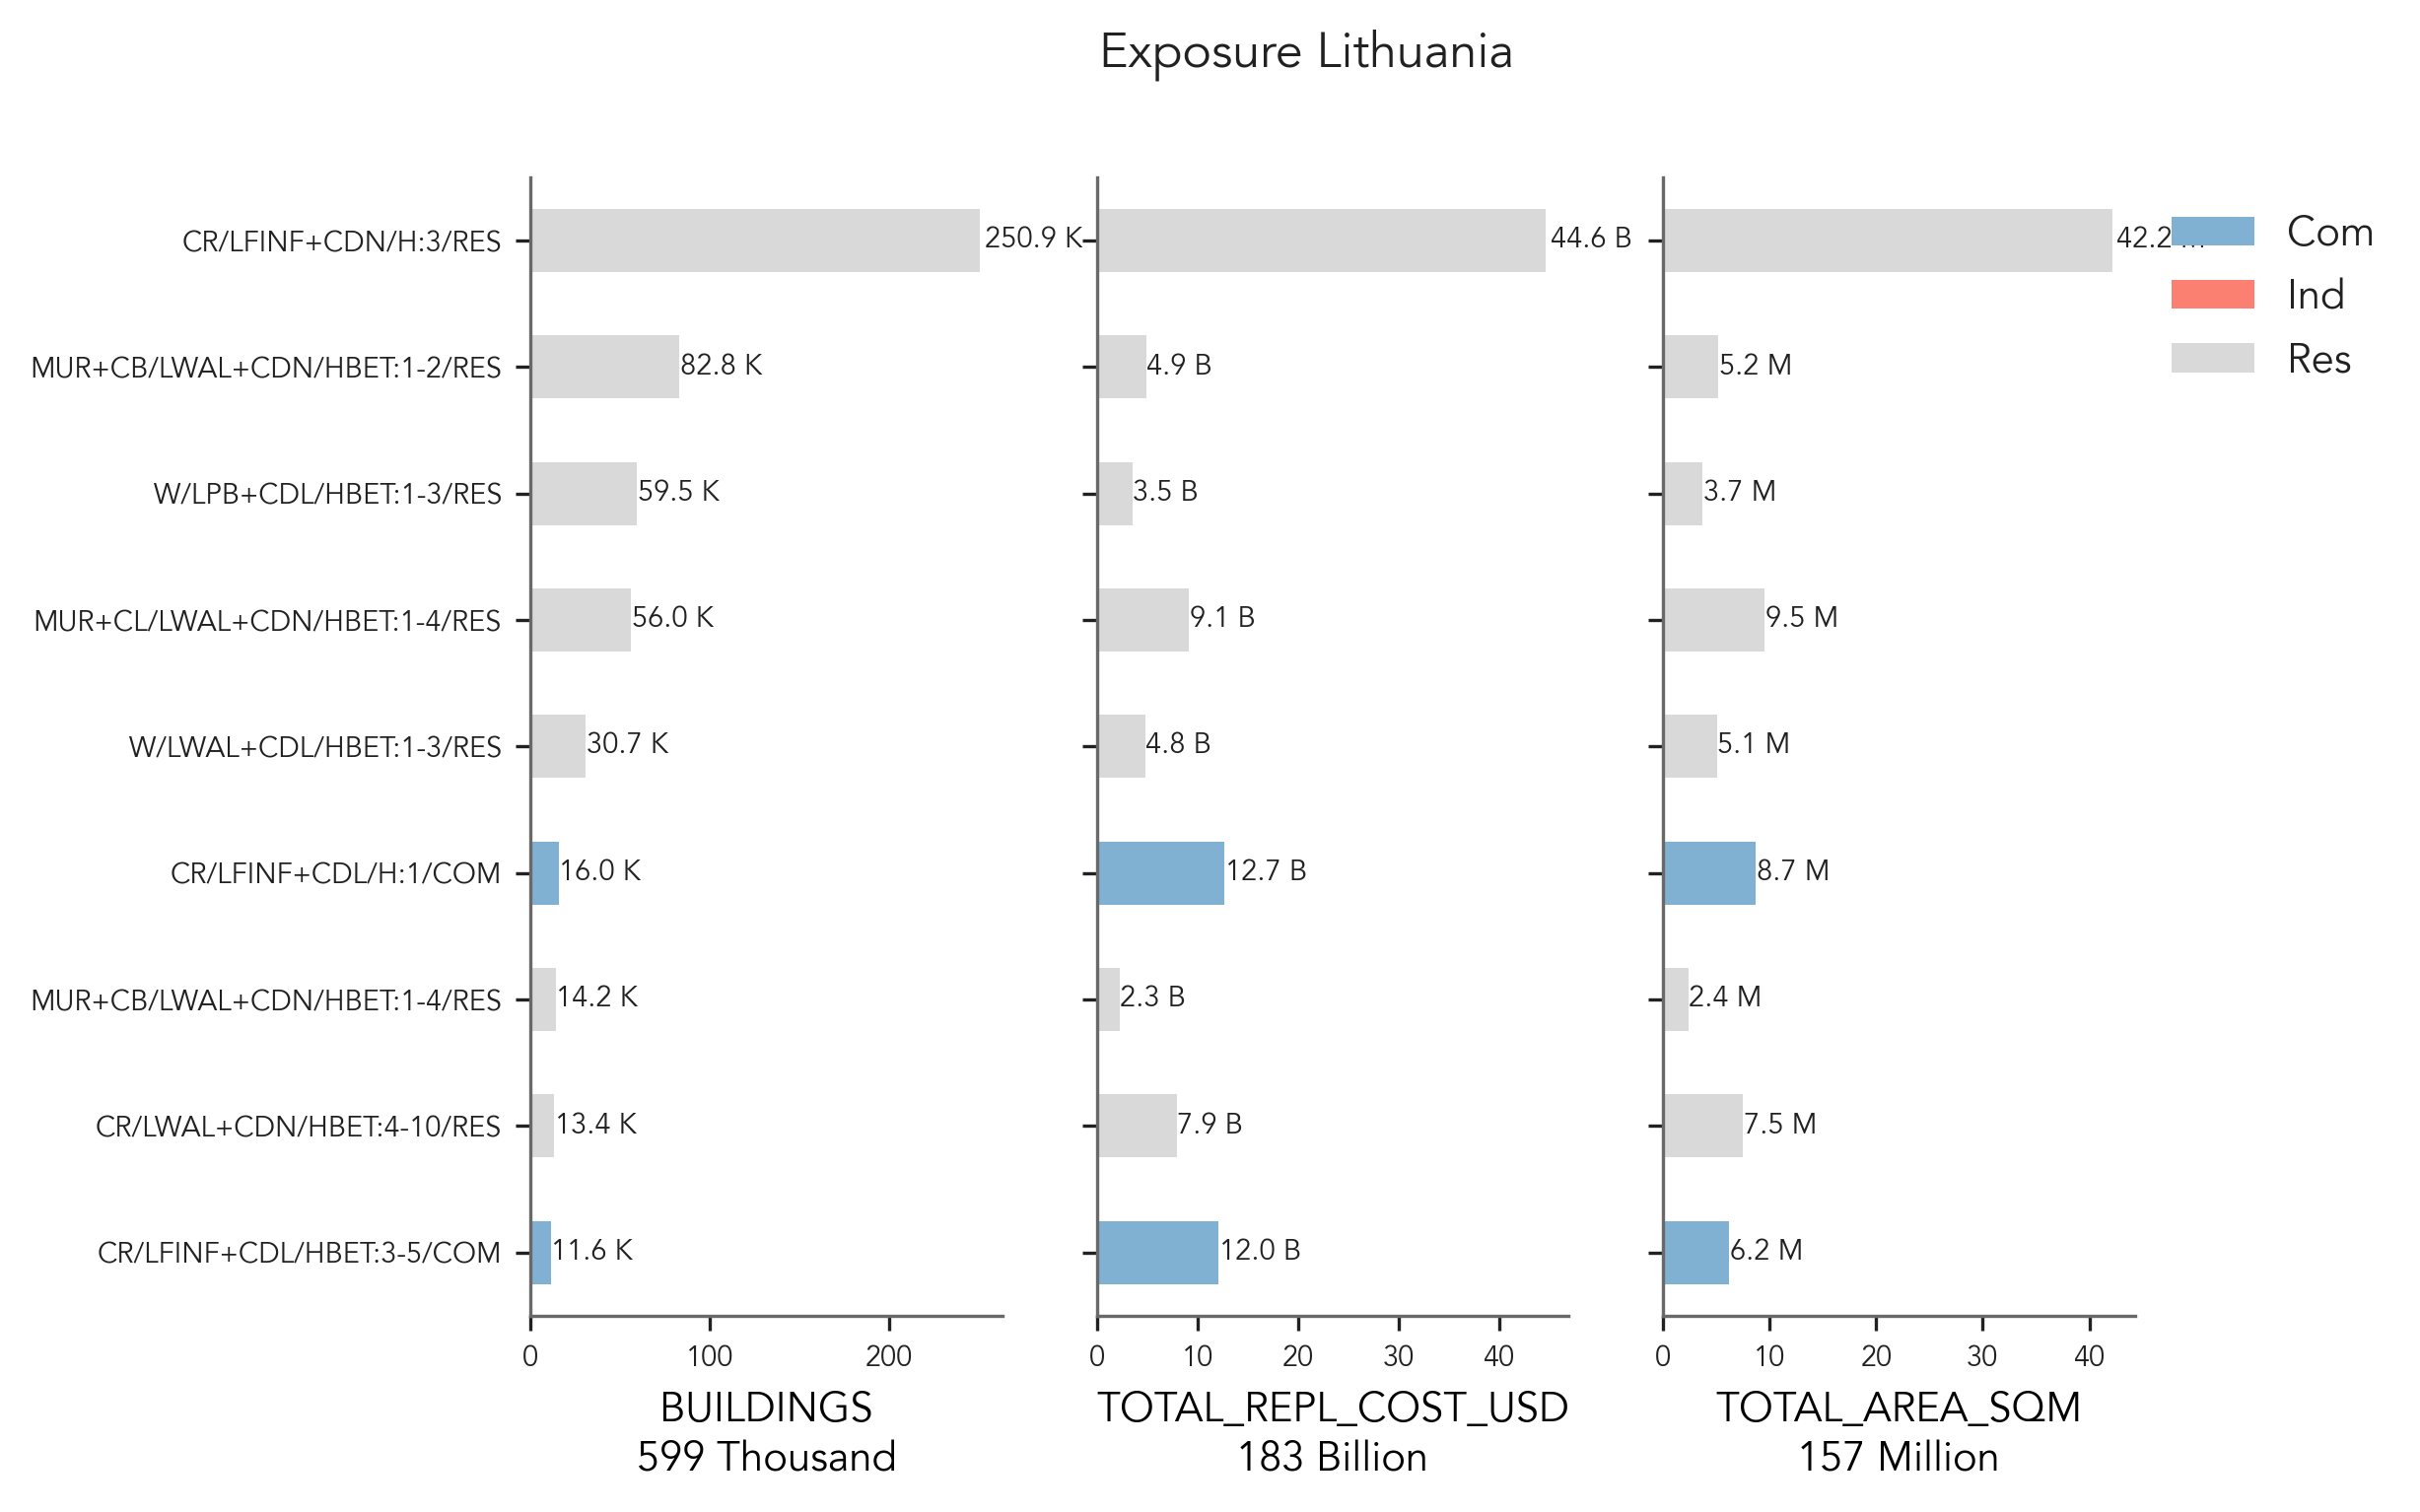 Exposure Lithuania
CR/LFINF+CDN/H:3/RES
250.9 K
44.6 B
42.2
Com
Ind
Res
MUR+CB/LWAL+CDN/HBET:1-2/RES
82.8 K
4.9 B
5.2 M
W/LPB+CDL/HBET:1-3/RES
59.5 K
3.5 B
3.7 M
MUR+CL/LWAL+CDN/HBET:1-4/RES
56.0 K
9.1 B
9.5 M
W/LWAL+CDL/HBET:1-3/RES
30.7 K
4.8 B
5.1 M
CR/LFINF+CDL/H:1/COM
16.0 K
12.7 B
8.7 M
MUR+CB/LWAL+CDN/HBET:1-4/RES
14.2 K
2.3 B
2.4 M
CR/LWAL+CDN/HBET:4-10/RES
13.4 K
7.9 B
7.5 M
CR/LFINF+CDL/HBET:3-5/COM
11.6 K
12.0 B
6.2 M
0 100 200
0 10 20 30 40
0 10 20 30 40
BUILDINGS
599 Thousand
TOTAL_REPL_COST_USD
183 Billion
TOTAL_AREA_SQM
157 Million